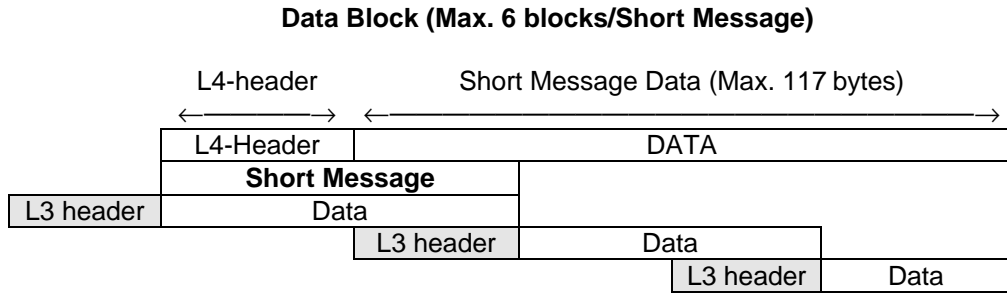 Data Block (Max. 6 blocks/Short Message)
L4-header Short Message Data (Max. 117 bytes)
L4-Header DATA
Short Message
L3 header Data
L3 header Data
L3 header Data